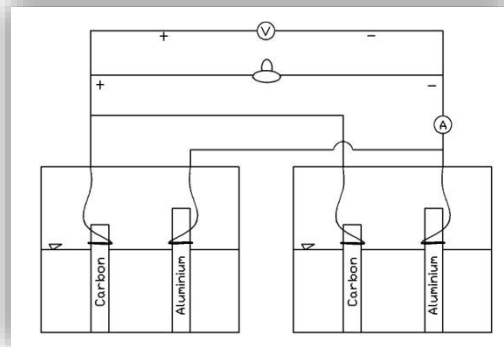 + V -
+ -
A
Carbon
Aluminium
Carbon
Aluminium